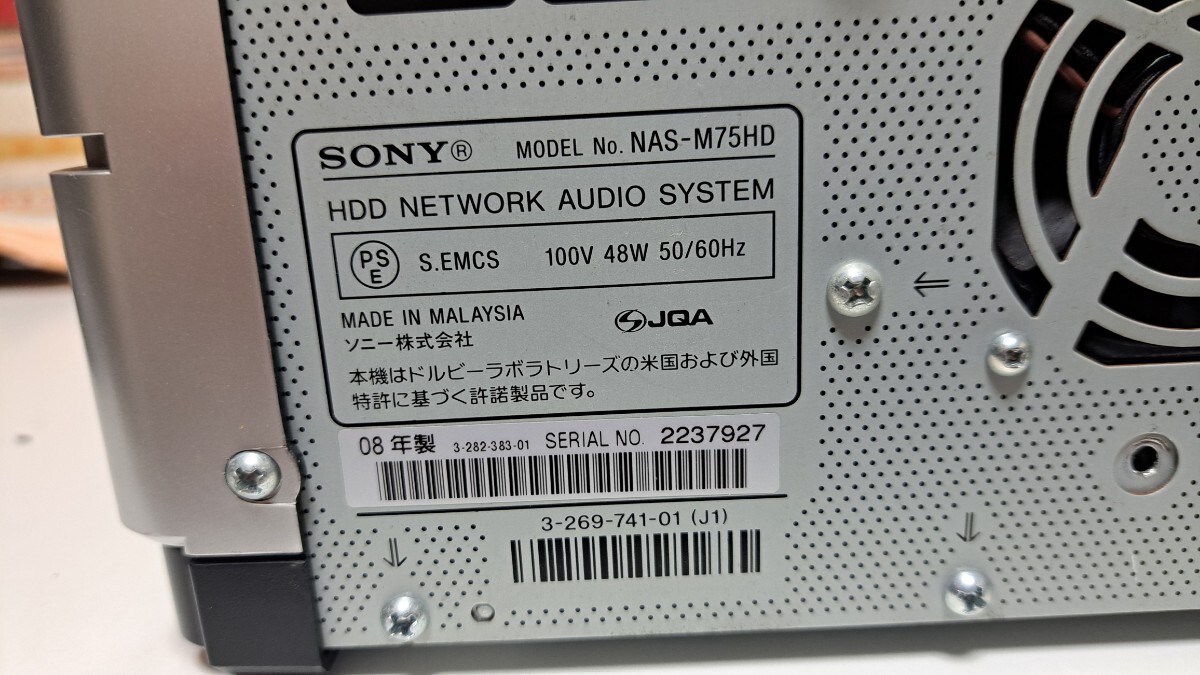 SONY® MODEL No. NAS-M75HD
HDD NETWORK AUDIO SYSTEM
PSE S.EMCS 100V 48W 50/60Hz
MADE IN MALAYSIA JQA
ソニー株式会社
本機はドルビーラボラトリーズの米国および外国
特許に基づく許諾製品です。
08年製 3-282-383-01 SERIAL NO. 2237927
3-269-741-01 (J1)